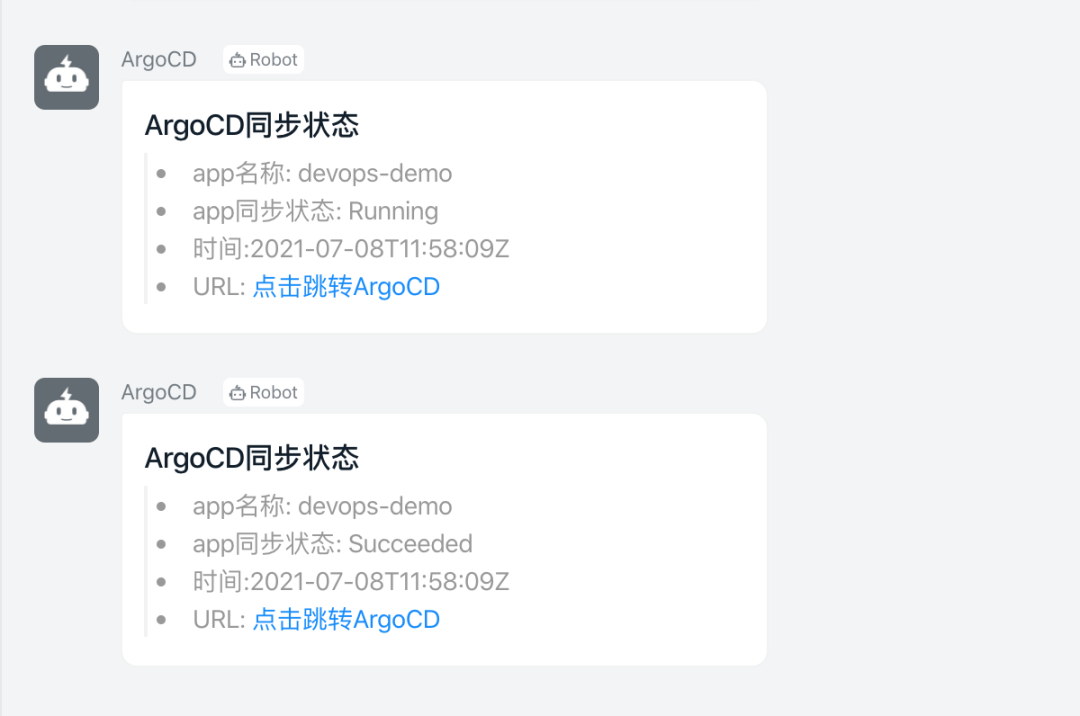 ArgoCD Robot
ArgoCD同步状态
app名称: devops-demo
app同步状态: Running
时间:2021-07-08T11:58:09Z
URL: 点击跳转ArgoCD
ArgoCD Robot
ArgoCD同步状态
app名称: devops-demo
app同步状态: Succeeded
时间:2021-07-08T11:58:09Z
URL: 点击跳转ArgoCD